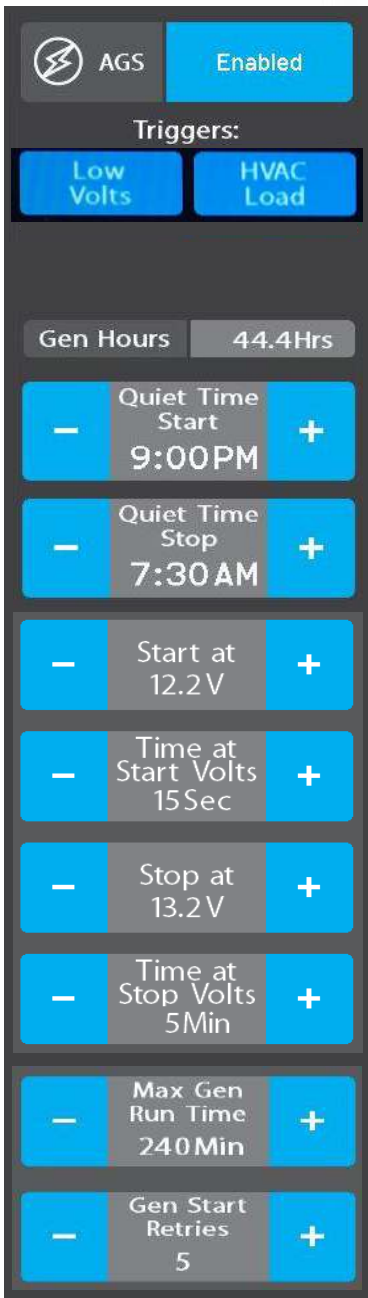 AGS Enabled
Triggers:
Low Volts HVAC Load
Gen Hours 44.4Hrs
− Quiet Time +
Start
9:00PM
− Quiet Time +
Stop
7:30AM
− Start at +
12.2V
− Time at +
Start Volts
15Sec
− Stop at +
13.2V
− Time at +
Stop Volts
5Min
− Max Gen +
Run Time
240Min
− Gen Start +
Retries
5